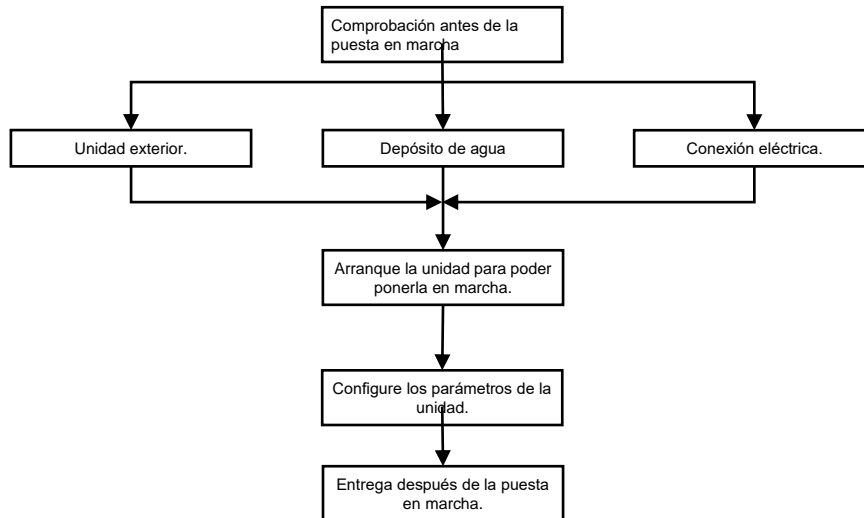 Comprobación antes de la
puesta en marcha
Unidad exterior.
Depósito de agua
Conexión eléctrica.
Arranque la unidad para poder
ponerla en marcha.
Configure los parámetros de la
unidad.
Entrega después de la puesta
en marcha.